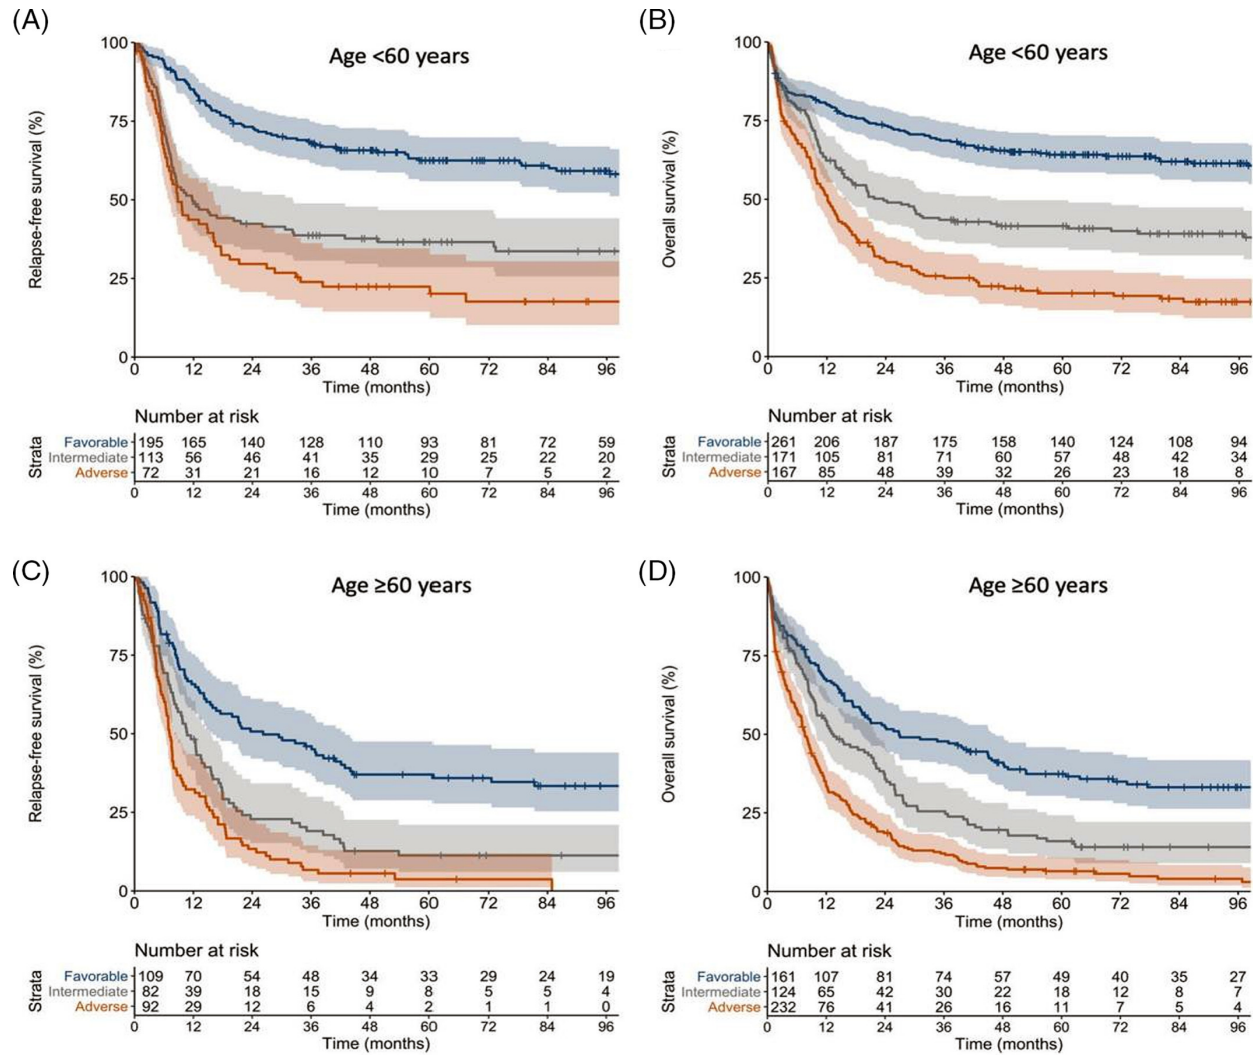 (A)
Age <60 years
Relapse-free survival (%)
100
75
50
25
0
0 12 24 36 48 60 72 84 96
Time (months)
Number at risk
Strata
Favorable 195 165 140 128 110 93 81 72 59
Intermediate 113 56 46 41 35 29 25 22 20
Adverse 72 31 21 16 12 10 7 5 2
0 12 24 36 48 60 72 84 96
Time (months)
(B)
Age <60 years
Overall survival (%)
100
75
50
25
0
0 12 24 36 48 60 72 84 96
Time (months)
Number at risk
Strata
Favorable 261 206 187 175 158 140 124 108 94
Intermediate 171 105 81 71 60 57 48 42 34
Adverse 167 85 48 39 32 26 23 18 8
0 12 24 36 48 60 72 84 96
Time (months)
(C)
Age ≥60 years
Relapse-free survival (%)
100
75
50
25
0
0 12 24 36 48 60 72 84 96
Time (months)
Number at risk
Strata
Favorable 109 70 54 48 34 33 29 24 19
Intermediate 82 39 18 15 9 8 5 5 4
Adverse 92 29 12 6 4 2 1 1 0
0 12 24 36 48 60 72 84 96
Time (months)
(D)
Age ≥60 years
Overall survival (%)
100
75
50
25
0
0 12 24 36 48 60 72 84 96
Time (months)
Number at risk
Strata
Favorable 161 107 81 74 57 49 40 35 27
Intermediate 124 65 42 30 22 18 12 8 7
Adverse 232 76 41 26 16 11 7 5 4
0 12 24 36 48 60 72 84 96
Time (months)